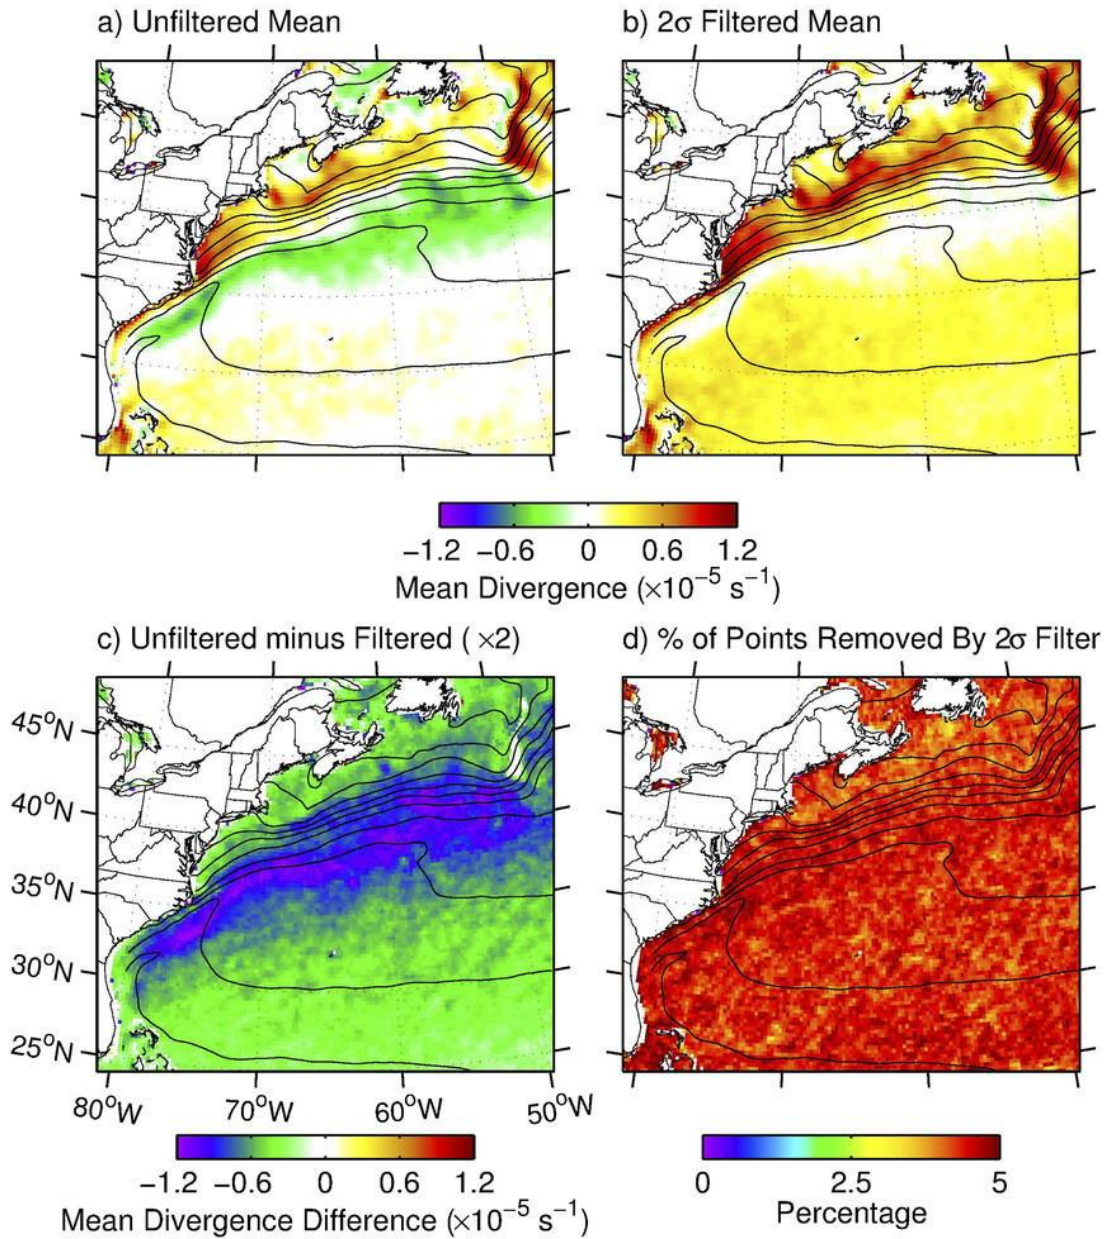 a) Unfiltered Mean
b) 2σ Filtered Mean
−1.2 −0.6 0 0.6 1.2
Mean Divergence (×10⁻⁵ s⁻¹)
c) Unfiltered minus Filtered ( ×2)
d) % of Points Removed By 2σ Filter
45°N
40°N
35°N
30°N
25°N
80°W 70°W 60°W 50°W
−1.2 −0.6 0 0.6 1.2
Mean Divergence Difference (×10⁻⁵ s⁻¹)
0 2.5 5
Percentage